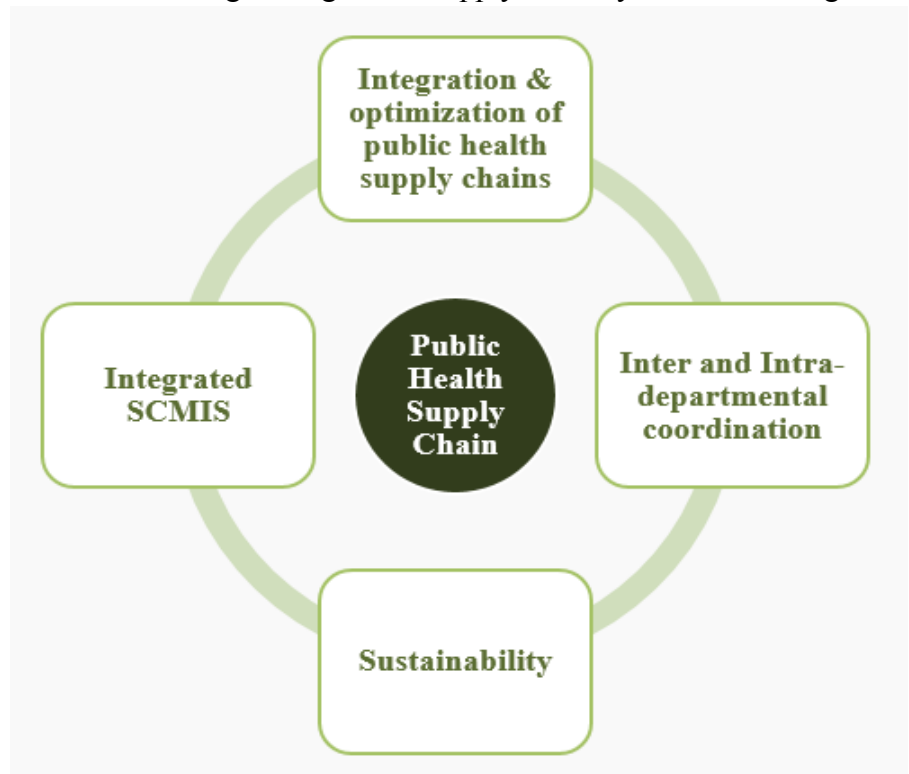 Integration &
optimization of
public health
supply chains
Integrated
SCMIS
Public
Health
Supply
Chain
Inter and Intra-
departmental
coordination
Sustainability